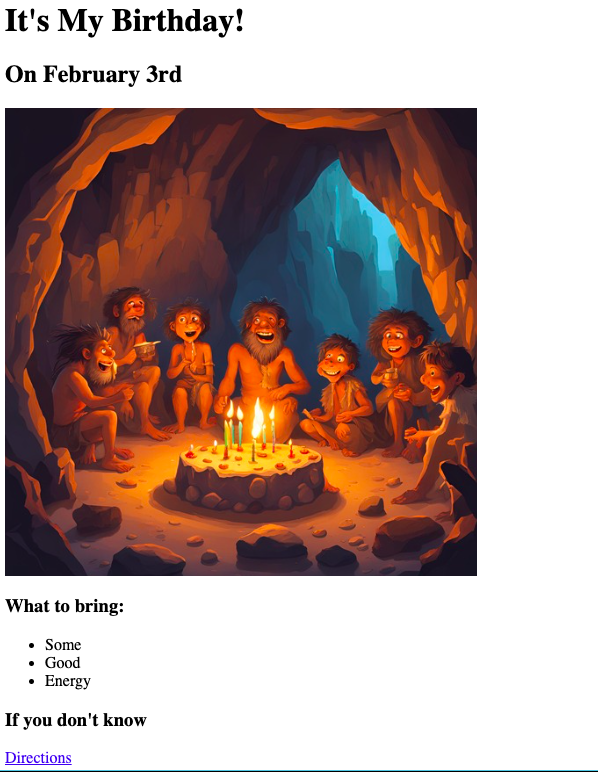 It's My Birthday!
On February 3rd
What to bring:
Some
Good
Energy
If you don't know
Directions